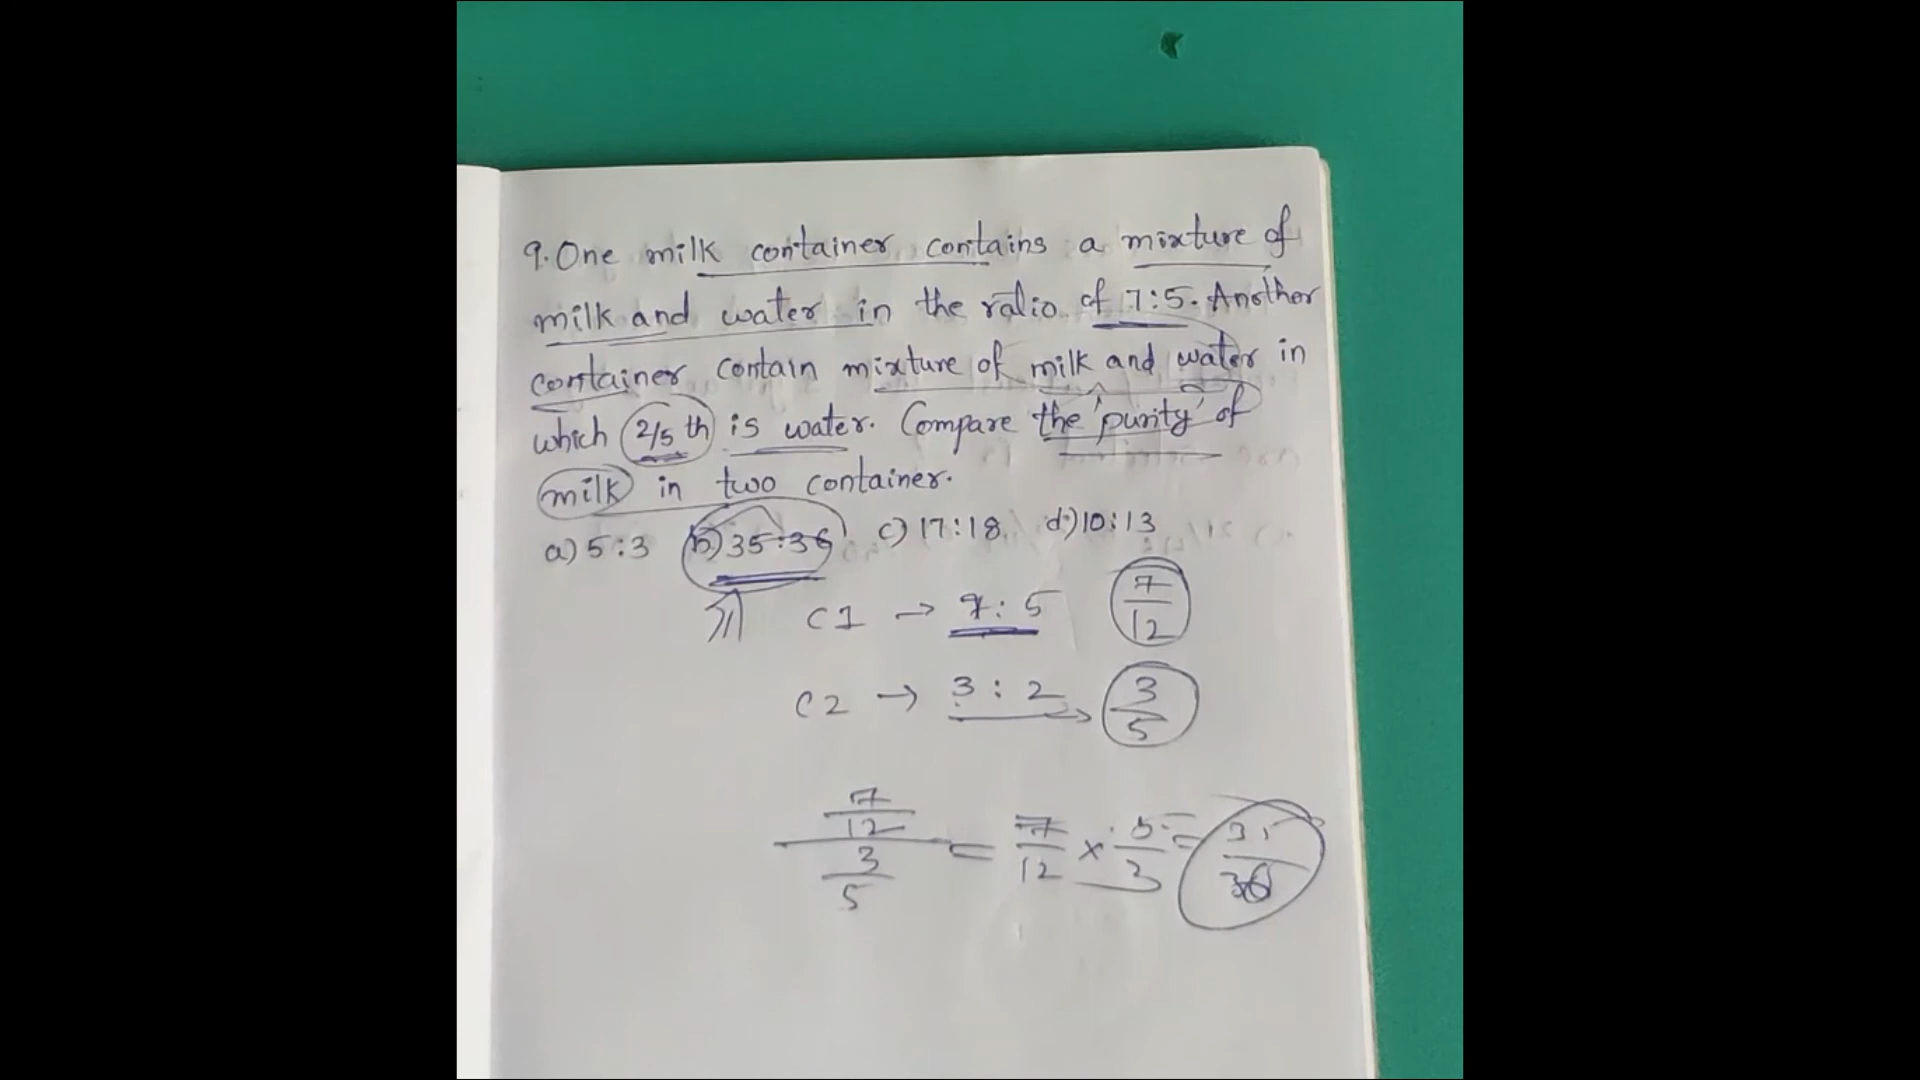 9. One milk container contains a mixture of
milk and water in the ratio of 7:5. Another
container contain mixture of milk and water in
which 2/5 th is water. Compare the 'purity' of
milk in two container.
a) 5:3 b) 35:36 c) 17:18 d) 10:13
C1 → 7:5 7/12
C2 → 3:2 3/5
7/12 / 3/5 = 7/12 × 5/3 =